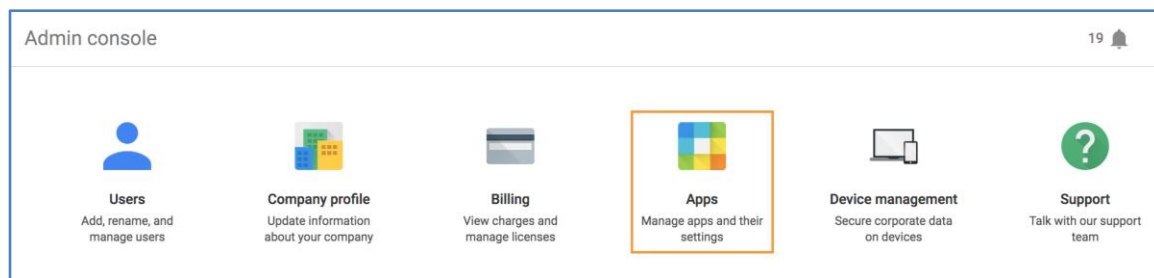 Admin console
19
Users
Add, rename, and
manage users
Company profile
Update information
about your company
Billing
View charges and
manage licenses
Apps
Manage apps and their
settings
Device management
Secure corporate data
on devices
?
Support
Talk with our support
team